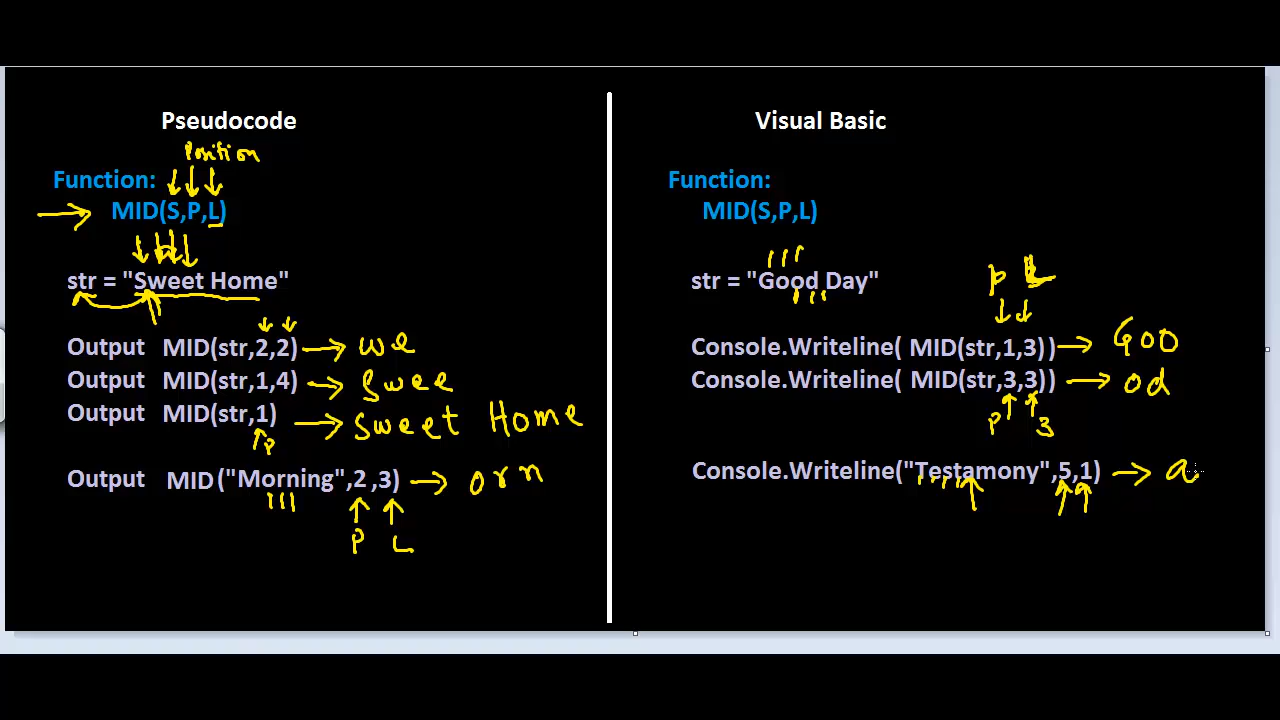 Pseudocode
Position
Function:
MID(S,P,L)
str = "Sweet Home"
Output MID(str,2,2) we
Output MID(str,1,4) Swee
Output MID(str,1) Sweet Home
P
Output MID ("Morning",2 ,3) orn
P L
Visual Basic
Function:
MID(S,P,L)
P L
str = "Good Day"
Console.Writeline( MID(str,1,3)) GOO
Console.Writeline( MID(str,3,3)) od
P 3
Console.Writeline("Testamony",5,1) a